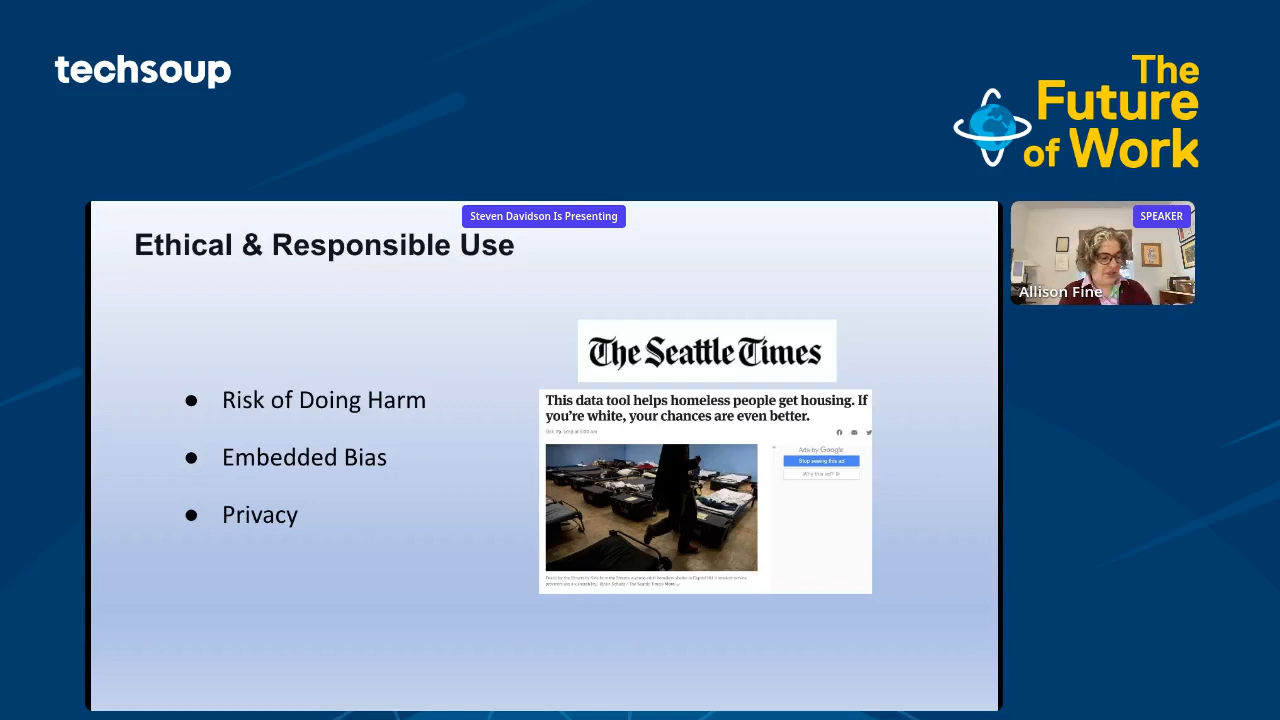 techsoup
The
Future
of Work
Steven Davidson Is Presenting
SPEAKER
Ethical & Responsible Use
Allison Fine
The Seattle Times
● Risk of Doing Harm
● Embedded Bias
● Privacy
This data tool helps homeless people get housing. If
you're white, your chances are even better.
Ads by Google
Stop seeing this ad
Why this ad?